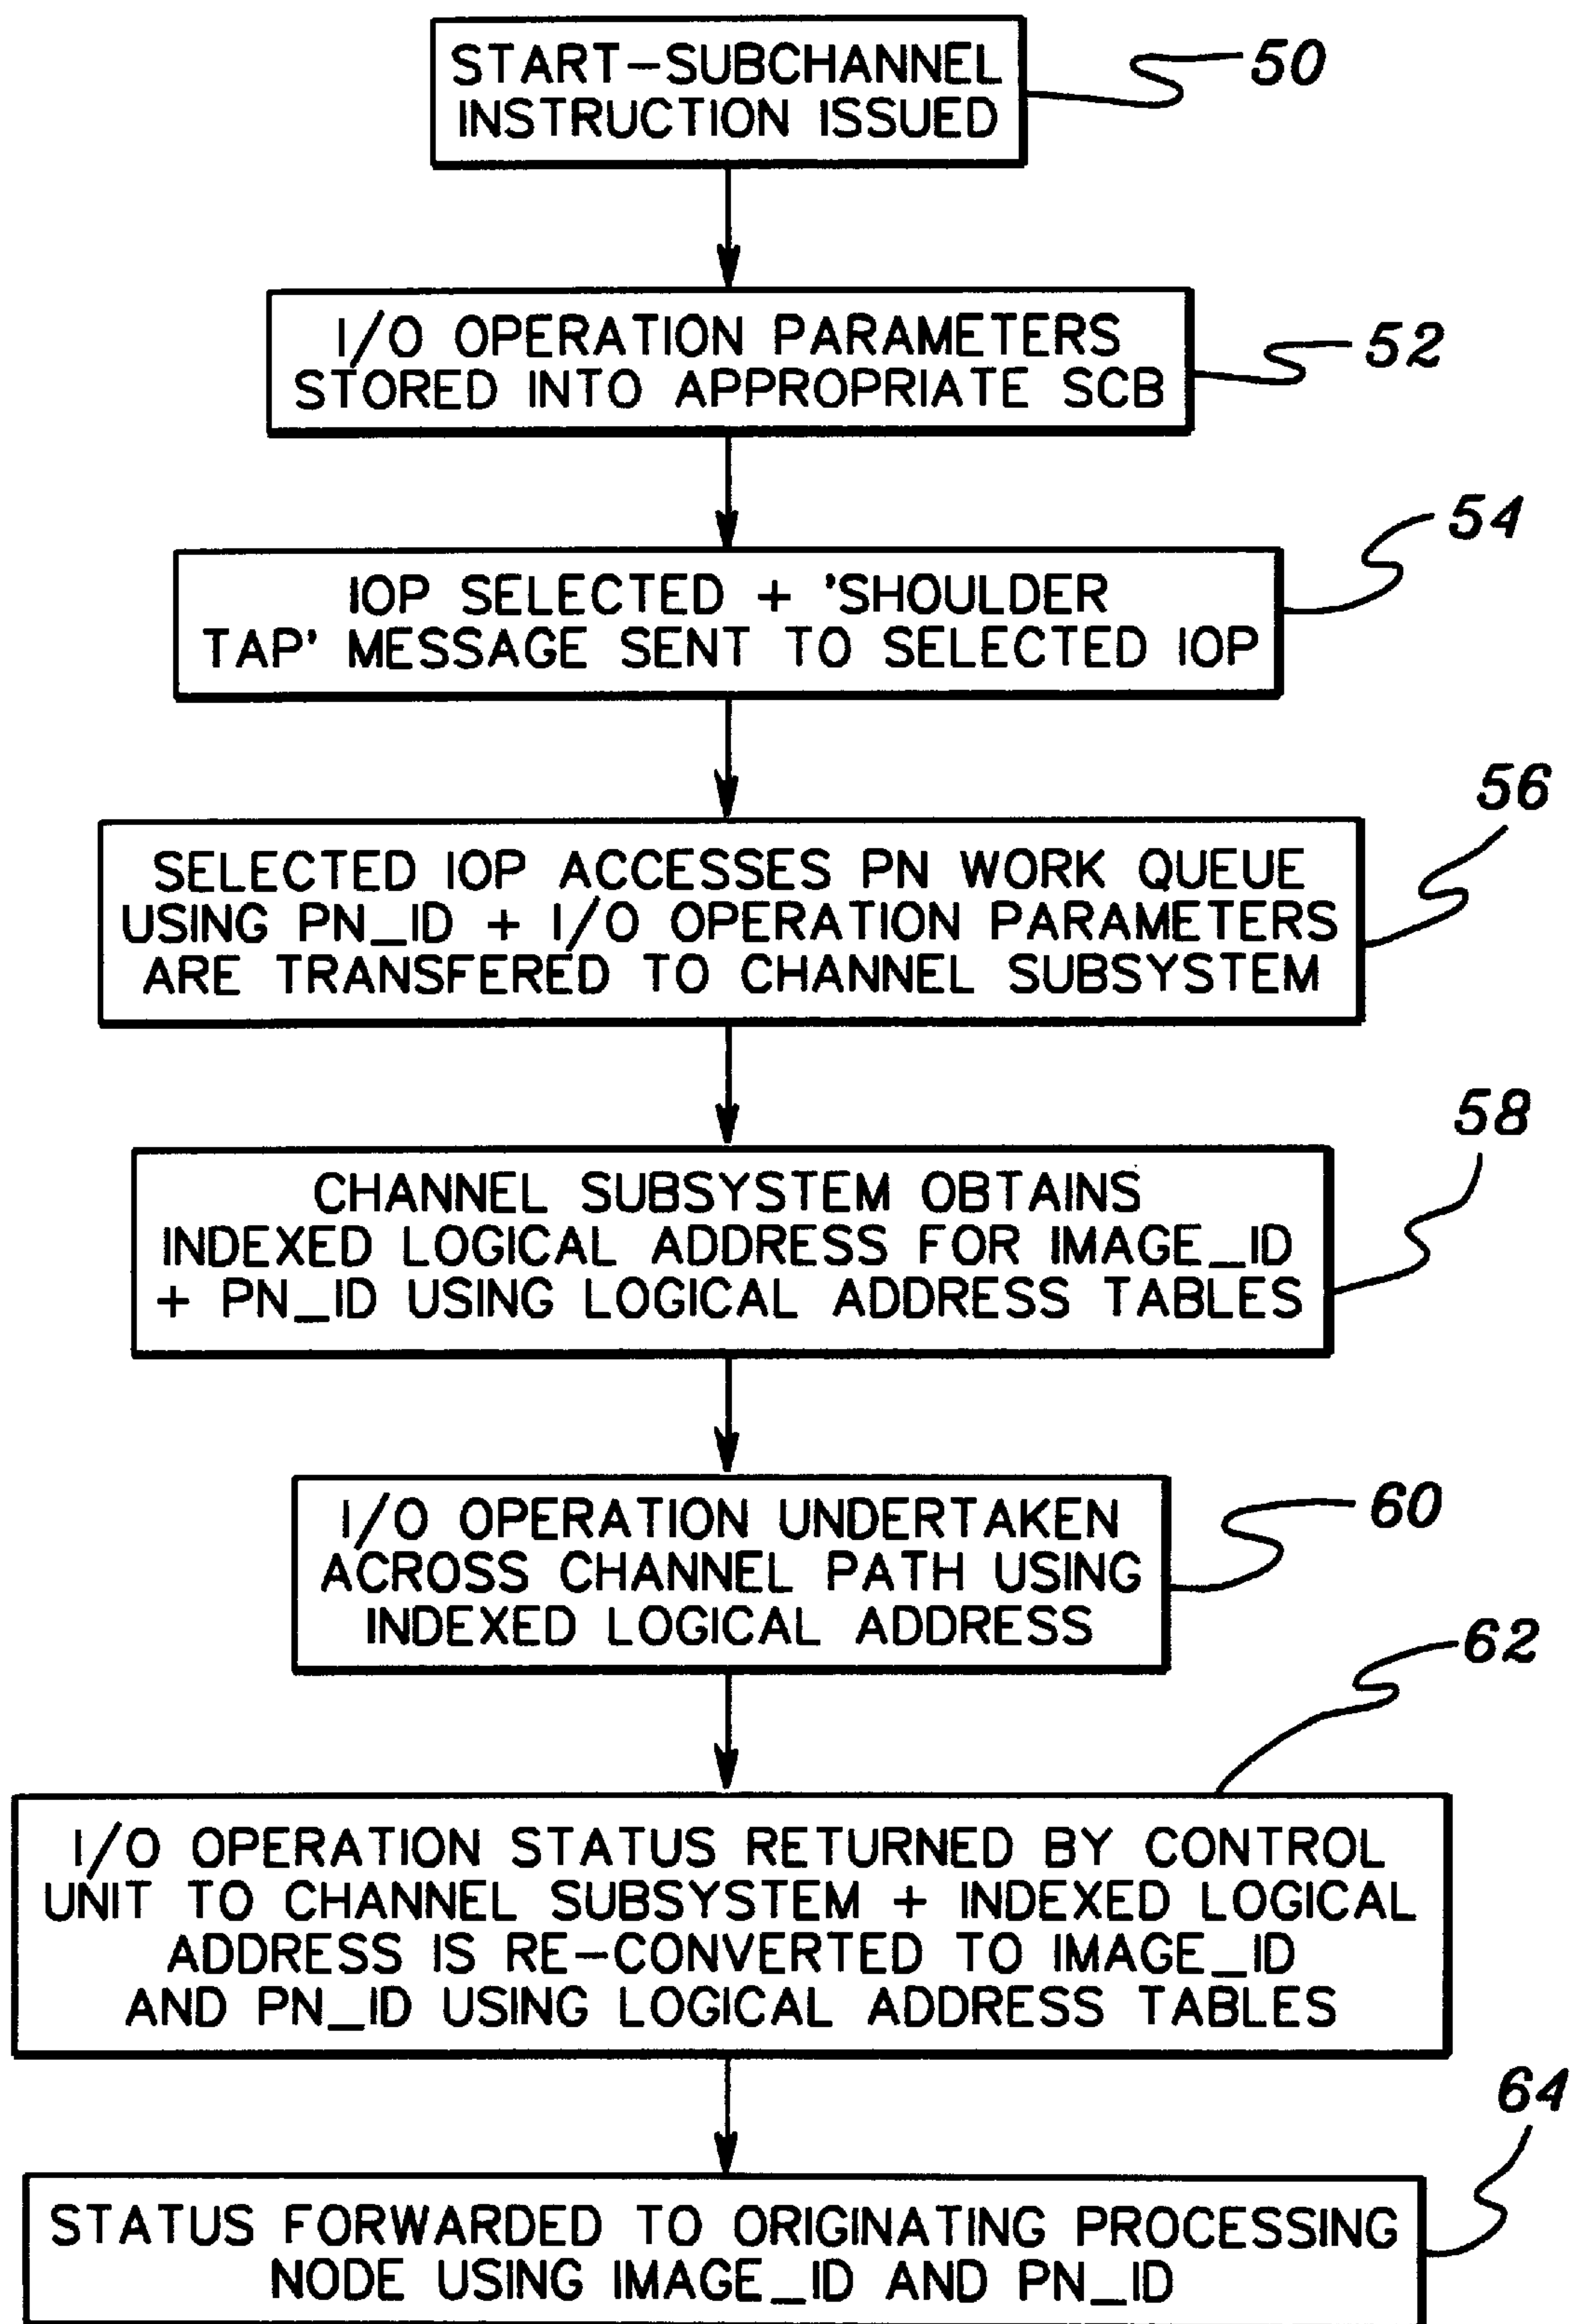 START-SUBCHANNEL
INSTRUCTION ISSUED
50
I/O OPERATION PARAMETERS
STORED INTO APPROPRIATE SCB
52
54
IOP SELECTED + 'SHOULDER
TAP' MESSAGE SENT TO SELECTED IOP
56
SELECTED IOP ACCESSES PN WORK QUEUE
USING PN_ID + I/O OPERATION PARAMETERS
ARE TRANSFERED TO CHANNEL SUBSYSTEM
58
CHANNEL SUBSYSTEM OBTAINS
INDEXED LOGICAL ADDRESS FOR IMAGE_ID
+ PN_ID USING LOGICAL ADDRESS TABLES
I/O OPERATION UNDERTAKEN
ACROSS CHANNEL PATH USING
INDEXED LOGICAL ADDRESS
60
62
I/O OPERATION STATUS RETURNED BY CONTROL
UNIT TO CHANNEL SUBSYSTEM + INDEXED LOGICAL
ADDRESS IS RE-CONVERTED TO IMAGE_ID
AND PN_ID USING LOGICAL ADDRESS TABLES
64
STATUS FORWARDED TO ORIGINATING PROCESSING
NODE USING IMAGE_ID AND PN_ID